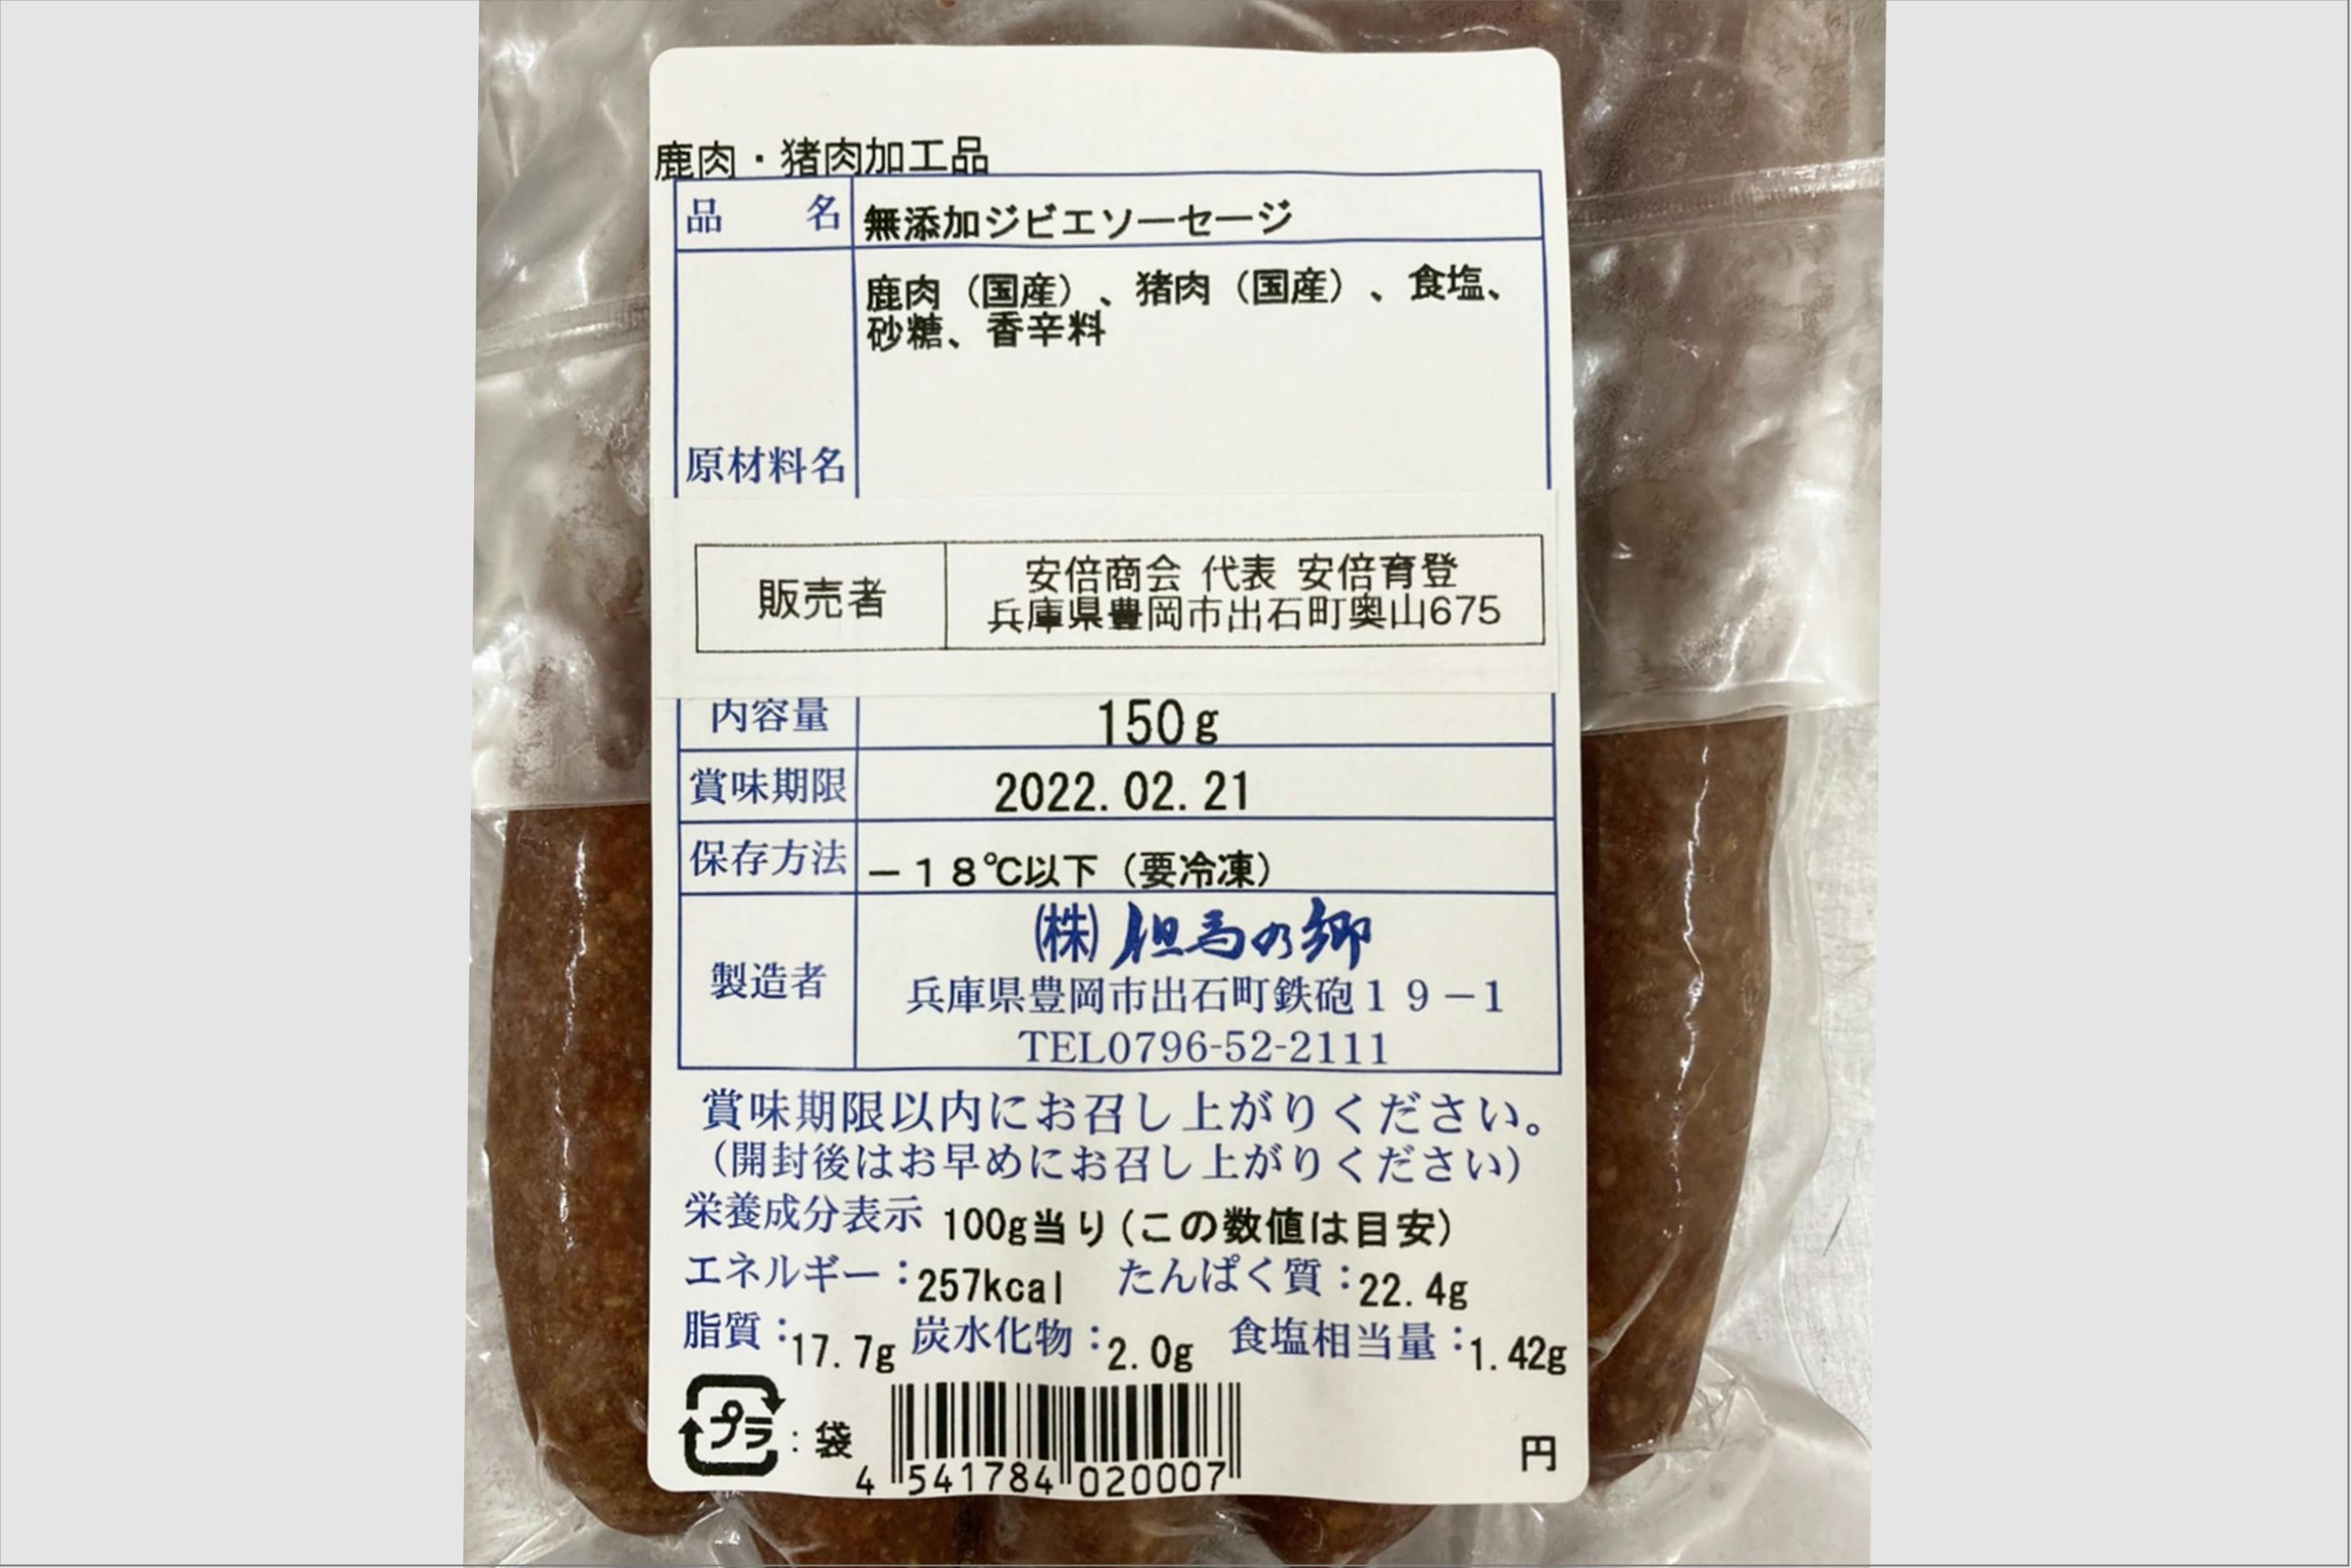 鹿肉・猪肉加工品
品名 無添加ジビエソーセージ
鹿肉（国産）、猪肉（国産）、食塩、
砂糖、香辛料
原材料名
販売者 安倍商会 代表 安倍育登
兵庫県豊岡市出石町奥山675
内容量 150g
賞味期限 2022.02.21
保存方法 －18℃以下（要冷凍）
㈱但馬の郷
製造者 兵庫県豊岡市出石町鉄砲19－1
TEL0796-52-2111
賞味期限以内にお召し上がりください。
（開封後はお早めにお召し上がりください）
栄養成分表示 100g当り(この数値は目安)
エネルギー：257kcal たんぱく質：22.4g
脂質：17.7g 炭水化物：2.0g 食塩相当量：1.42g
プラ：袋
円
4 541784 020007